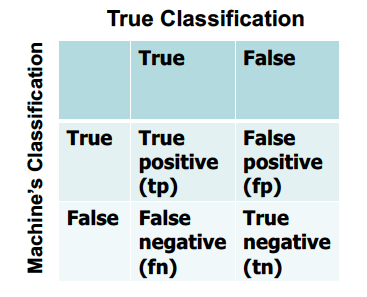 True Classification
Machine's Classification
True False
True True positive (tp) False positive (fp)
False False negative (fn) True negative (tn)